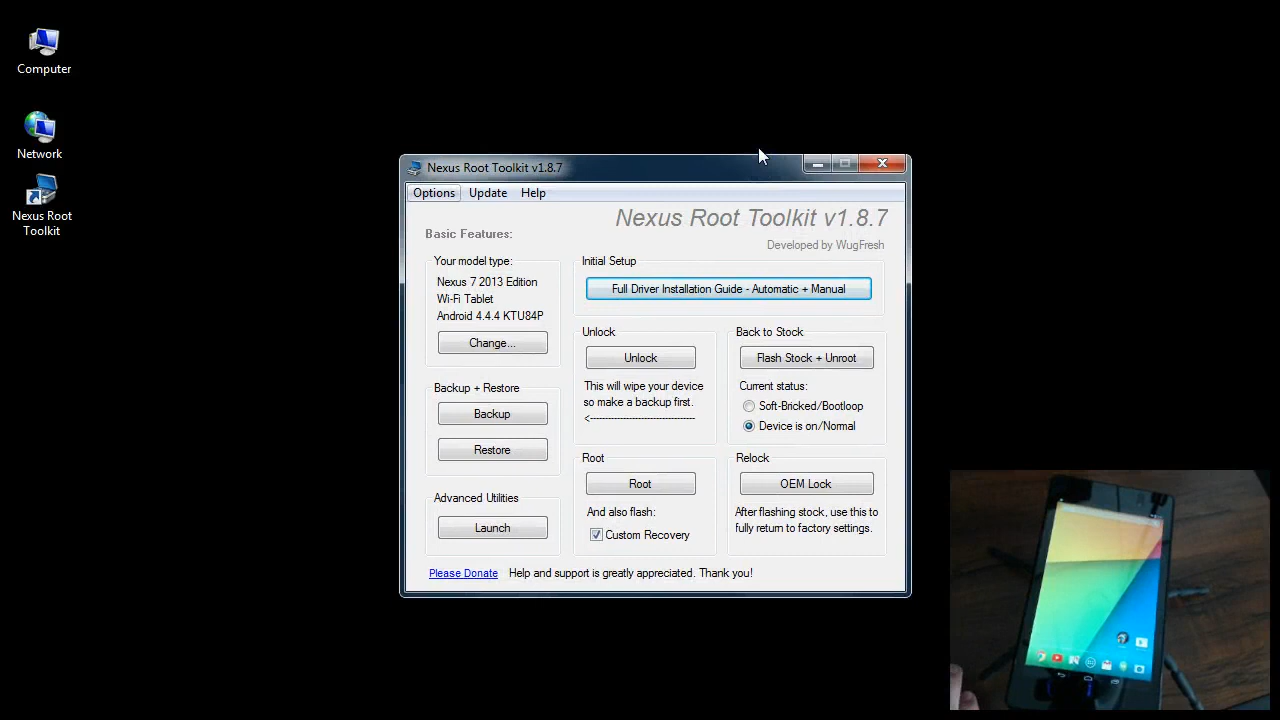 Computer
Network
Nexus Root
Toolkit
Nexus Root Toolkit v1.8.7
Options Update Help
Nexus Root Toolkit v1.8.7
Developed by WugFresh
Basic Features:
Your model type:
Nexus 7 2013 Edition
Wi-Fi Tablet
Android 4.4.4 KTU84P
Change...
Backup + Restore
Backup
Restore
Advanced Utilities
Launch
Initial Setup
Full Driver Installation Guide - Automatic + Manual
Unlock
Unlock
This will wipe your device
so make a backup first.
<-----------------------------------
Back to Stock
Flash Stock + Unroot
Current status:
Soft-Bricked/Bootloop
Device is on/Normal
Root
Root
And also flash:
Custom Recovery
Relock
OEM Lock
After flashing stock, use this to
fully return to factory settings.
Please Donate Help and support is greatly appreciated. Thank you!